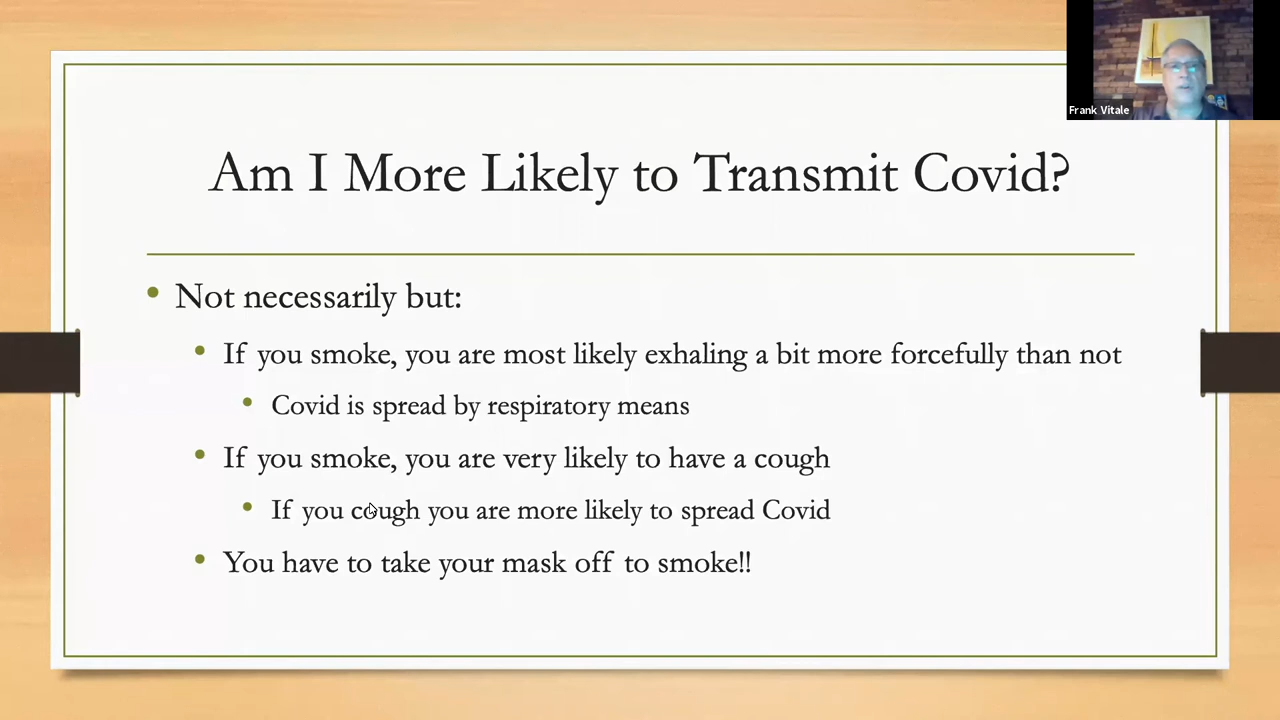 Frank Vitale
Am I More Likely to Transmit Covid?
Not necessarily but:
If you smoke, you are most likely exhaling a bit more forcefully than not
Covid is spread by respiratory means
If you smoke, you are very likely to have a cough
If you cough you are more likely to spread Covid
You have to take your mask off to smoke!!